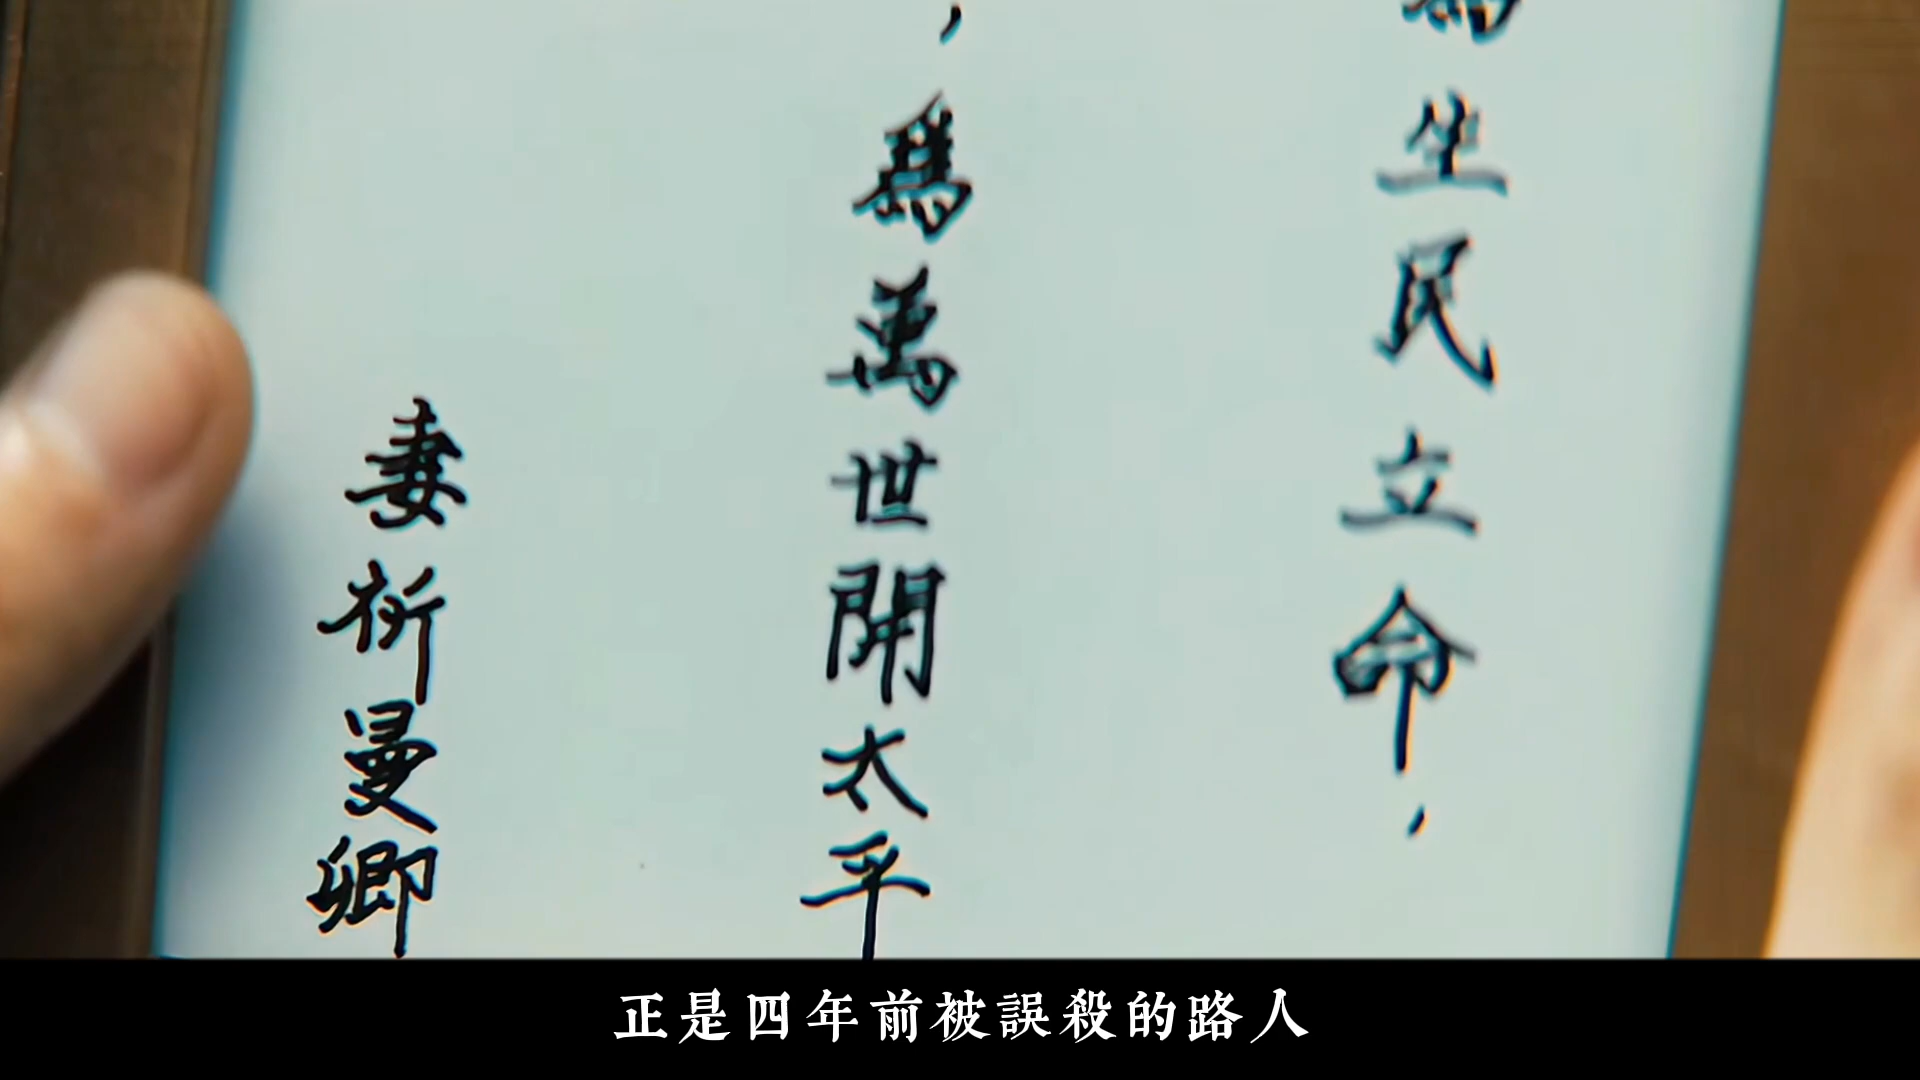 為生民立命，
，為萬世開太平
妻祈曼卿
正是四年前被誤殺的路人